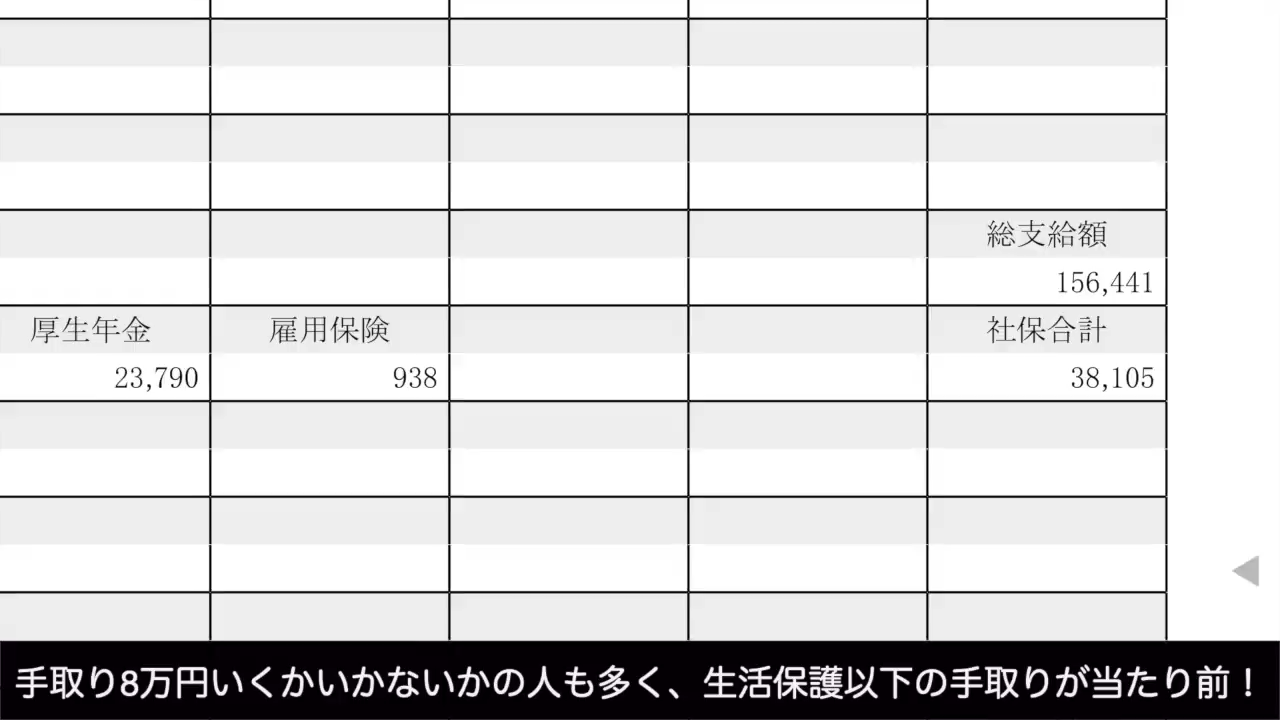 総支給額
156,441
厚生年金 雇用保険 社保合計
23,790 938 38,105
手取り8万円いくかいかないかの人も多く、生活保護以下の手取りが当たり前！